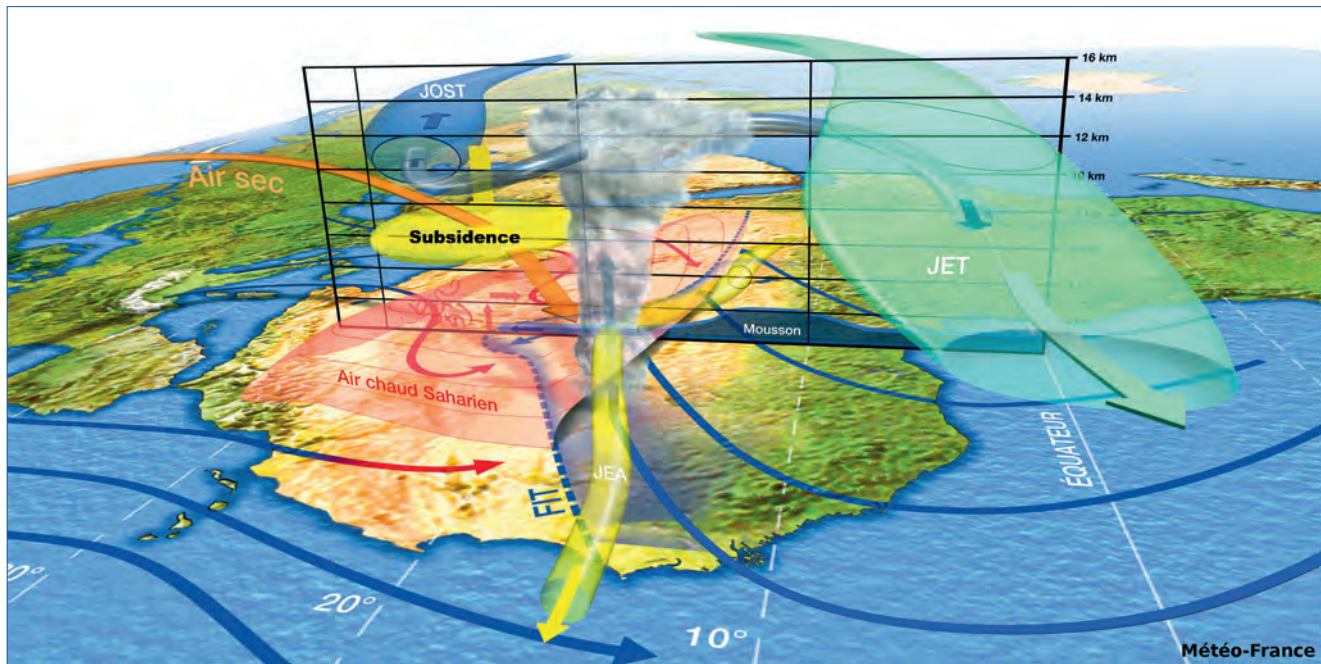 16 km
14 km
12 km
10 km
JOST
Air sec
Subsidence
JET
Mousson
Air chaud Saharien
JEA
FIT
ÉQUATEUR
20°
10°
Météo-France